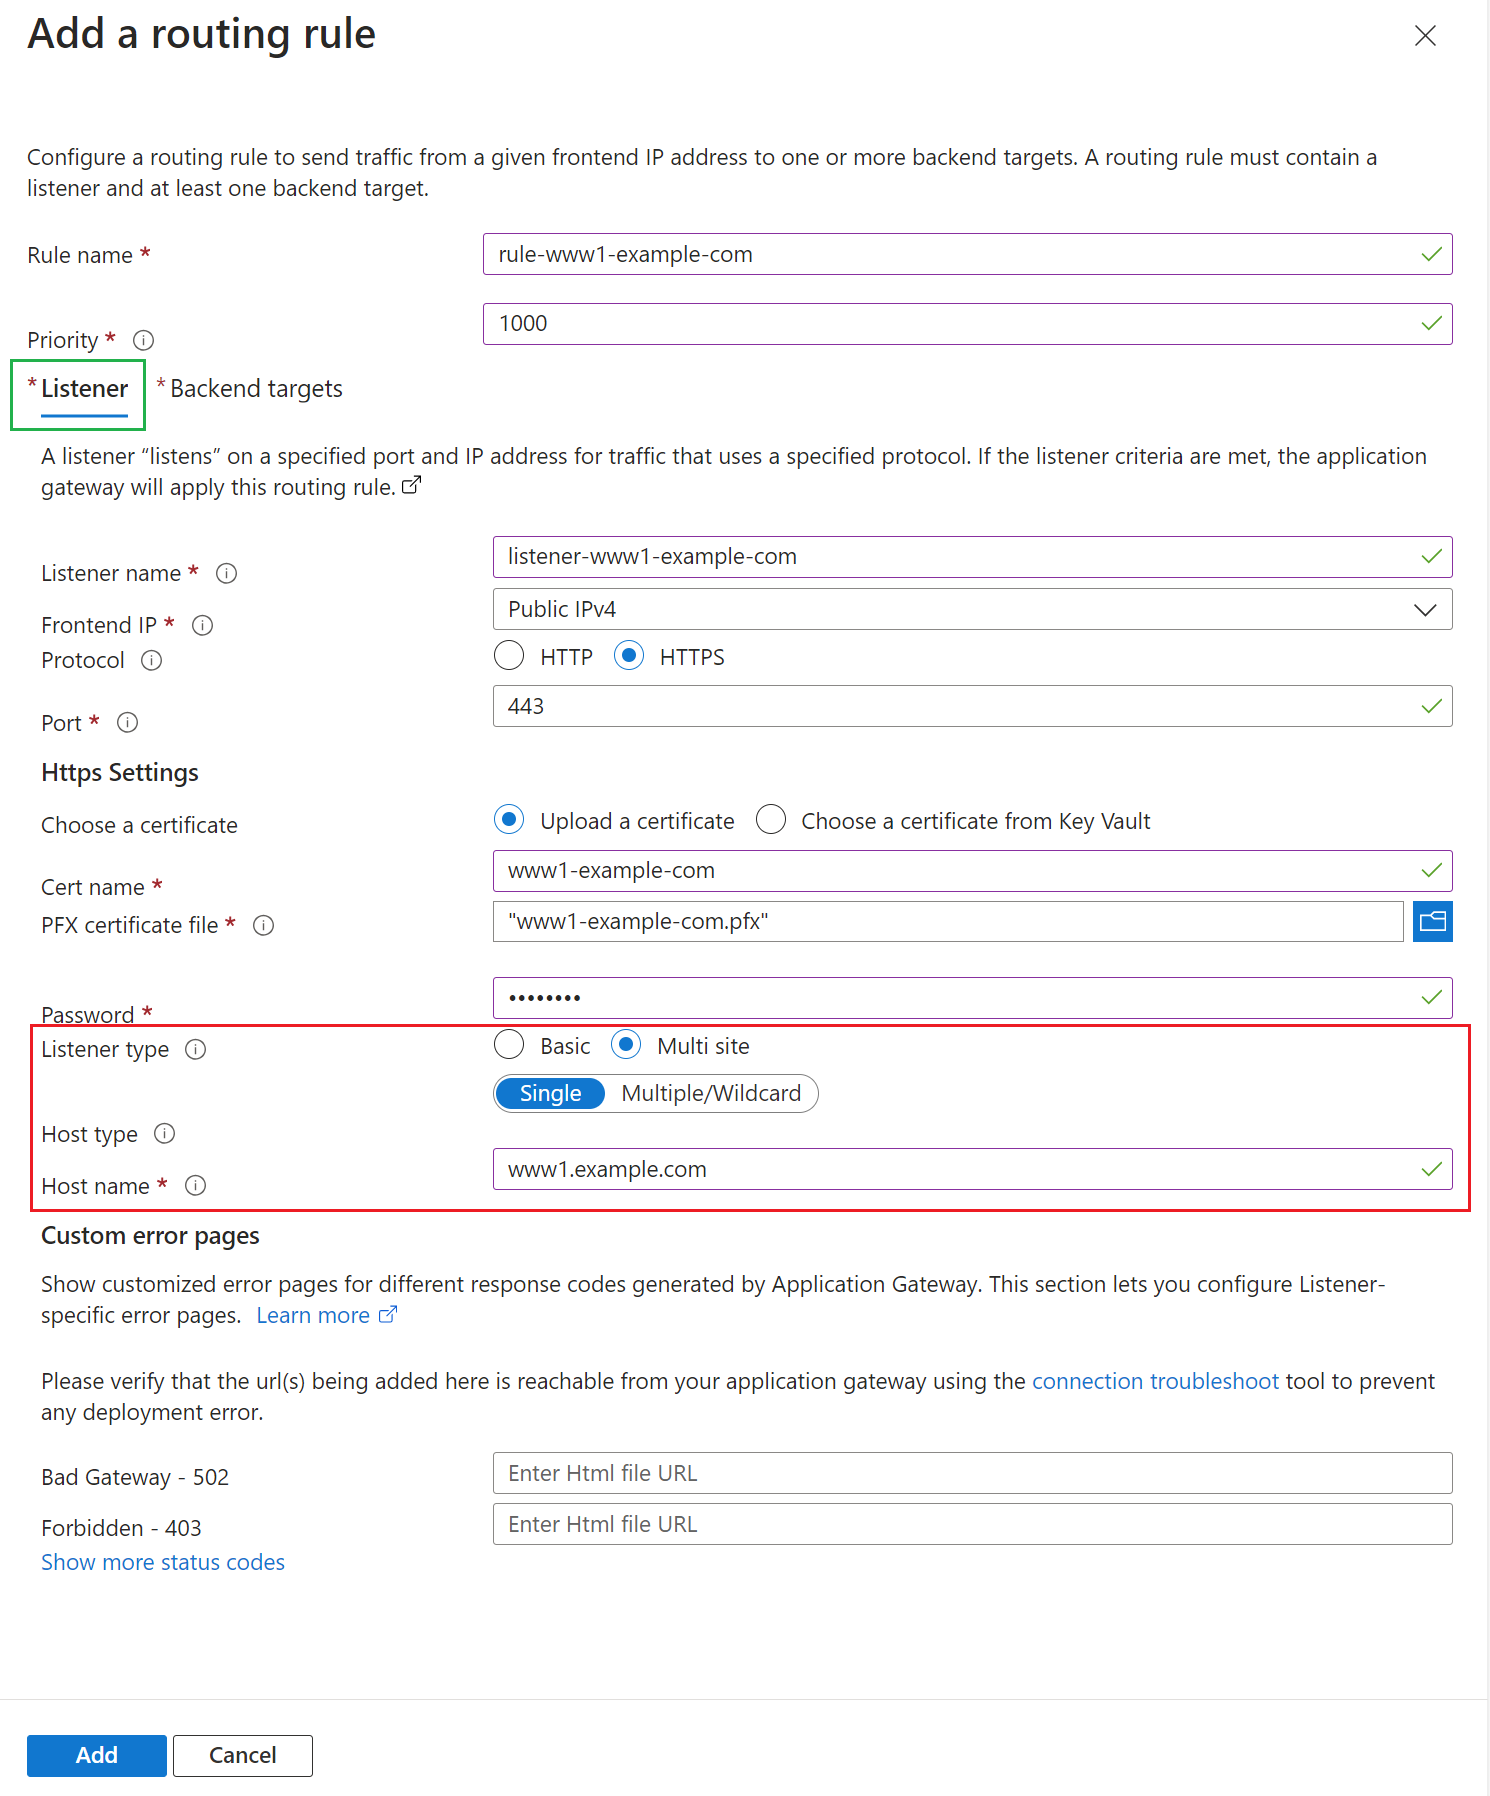 Add a routing rule
Configure a routing rule to send traffic from a given frontend IP address to one or more backend targets. A routing rule must contain a
listener and at least one backend target.
Rule name *
rule-www1-example-com
Priority *
1000
* Listener
* Backend targets
A listener “listens” on a specified port and IP address for traffic that uses a specified protocol. If the listener criteria are met, the application
gateway will apply this routing rule.
Listener name *
listener-www1-example-com
Frontend IP *
Public IPv4
Protocol
HTTP
HTTPS
Port *
443
Https Settings
Choose a certificate
Upload a certificate
Choose a certificate from Key Vault
Cert name *
www1-example-com
PFX certificate file *
"www1-example-com.pfx"
Password *
••••••••
Listener type
Basic
Multi site
Single
Multiple/Wildcard
Host type
Host name *
www1.example.com
Custom error pages
Show customized error pages for different response codes generated by Application Gateway. This section lets you configure Listener-
specific error pages. Learn more
Please verify that the url(s) being added here is reachable from your application gateway using the connection troubleshoot tool to prevent
any deployment error.
Bad Gateway - 502
Enter Html file URL
Forbidden - 403
Enter Html file URL
Show more status codes
Add
Cancel